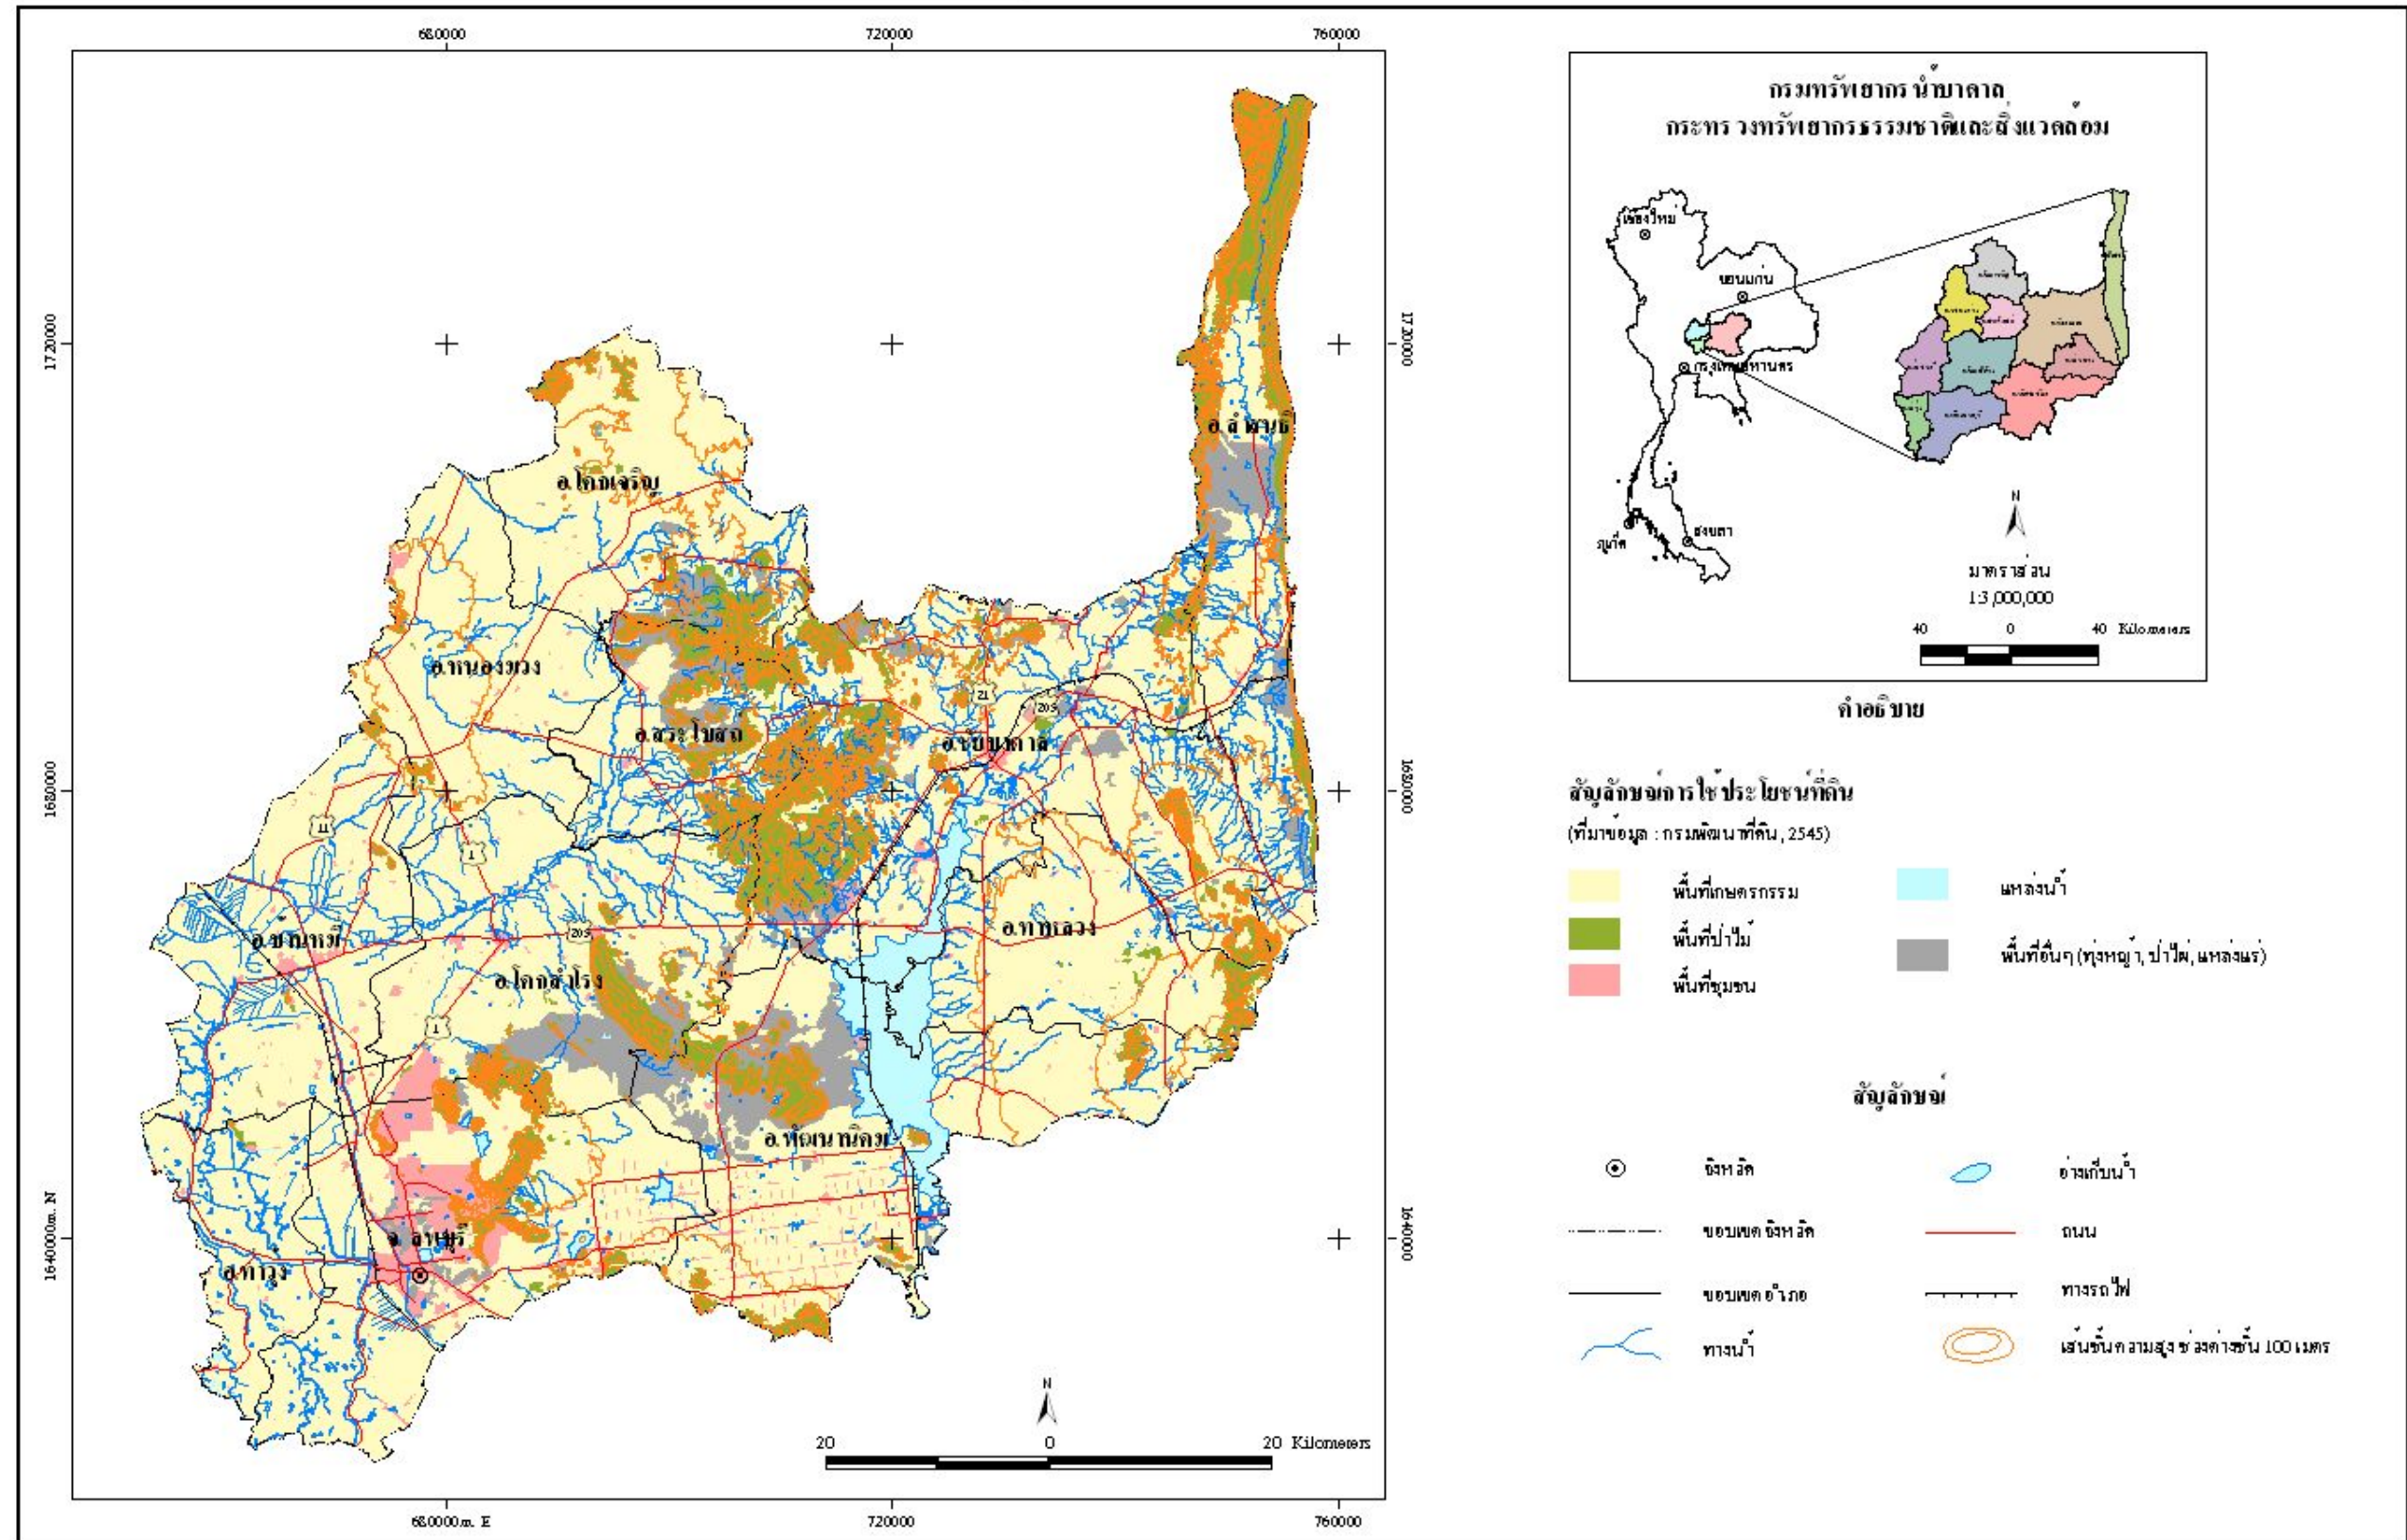 680000
720000
760000
1720000
1720000
1680000
1680000
1640000m. N
1640000
680000m. E
720000
760000
อ.ลำสนธิ
อ.โคกเจริญ
อ.หนองม่วง
อ.สระโบสถ์
อ.ชัยบาดาล
21
205
11
1
205
อ.บ้านหมี่
อ.ท่าหลวง
อ.โคกสำโรง
1
อ.พัฒนานิคม
จ.ลพบุรี
อ.ท่าวุ้ง
N
20 0 20 Kilometers
กรมทรัพยากรน้ำบาดาล
กระทรวงทรัพยากรธรรมชาติและสิ่งแวดล้อม
เชียงใหม่
ขอนแก่น
กรุงเทพมหานคร
ภูเก็ต
สงขลา
N
มาตราส่วน
1:3,000,000
40 0 40 Kilometers
คำอธิบาย
สัญลักษณ์การใช้ประโยชน์ที่ดิน
(ที่มาข้อมูล : กรมพัฒนาที่ดิน, 2545)
พื้นที่เกษตรกรรม
แหล่งน้ำ
พื้นที่ป่าไม้
พื้นที่อื่นๆ (ทุ่งหญ้า, ป่าไผ่, แหล่งแร่)
พื้นที่ชุมชน
สัญลักษณ์
จังหวัด
อ่างเก็บน้ำ
ขอบเขตจังหวัด
ถนน
ขอบเขตอำเภอ
ทางรถไฟ
ทางน้ำ
เส้นชั้นความสูงช่วงต่างชั้น 100 เมตร